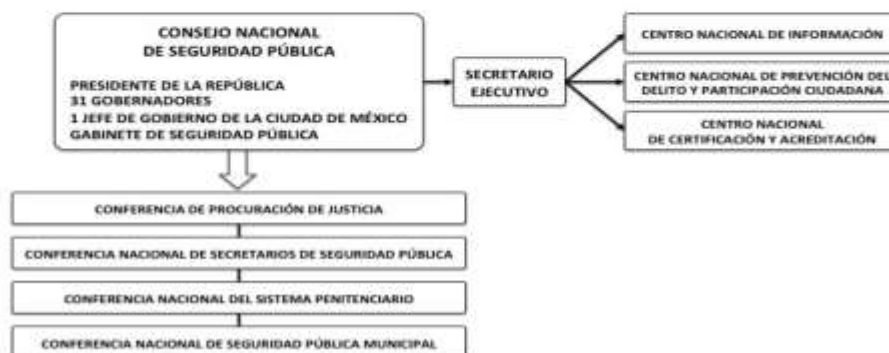 CONSEJO NACIONAL
DE SEGURIDAD PÚBLICA
PRESIDENTE DE LA REPÚBLICA
31 GOBERNADORES
1 JEFE DE GOBIERNO DE LA CIUDAD DE MÉXICO
GABINETE DE SEGURIDAD PÚBLICA
SECRETARIO
EJECUTIVO
CENTRO NACIONAL DE INFORMACIÓN
CENTRO NACIONAL DE PREVENCIÓN DEL
DELITO Y PARTICIPACIÓN CIUDADANA
CENTRO NACIONAL
DE CERTIFICACIÓN Y ACREDITACIÓN
CONFERENCIA DE PROCURACIÓN DE JUSTICIA
CONFERENCIA NACIONAL DE SECRETARIOS DE SEGURIDAD PÚBLICA
CONFERENCIA NACIONAL DEL SISTEMA PENITENCIARIO
CONFERENCIA NACIONAL DE SEGURIDAD PÚBLICA MUNICIPAL